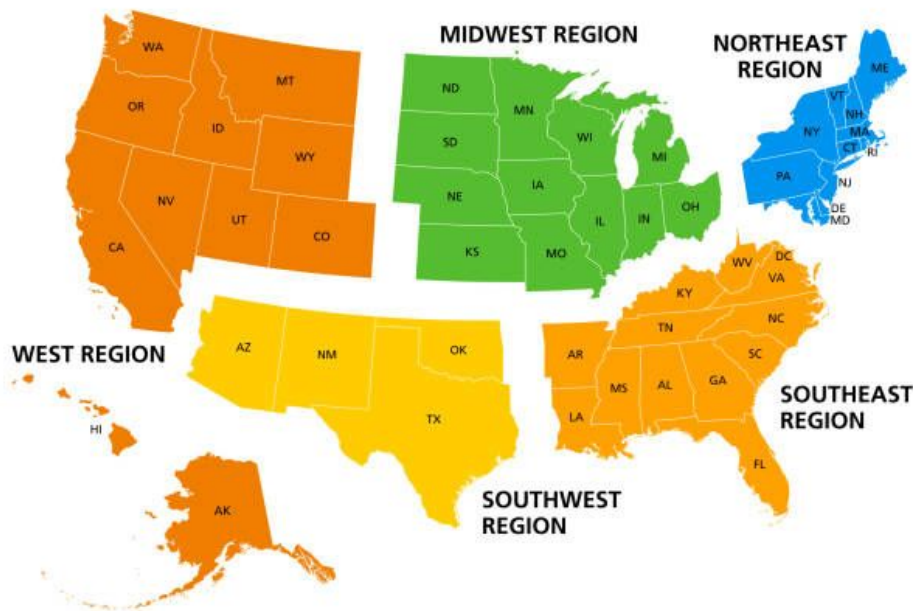 MIDWEST REGION
NORTHEAST
REGION
WA
MT
ND
MN
ME
VT
NH
OR
ID
SD
WI
MI
NY
MA
CT
RI
WY
NE
IA
PA
NJ
NV
UT
CO
IL
IN
OH
DE
MD
CA
KS
MO
WV
DC
VA
KY
NC
TN
WEST REGION
AZ
NM
OK
AR
SC
MS
AL
GA
SOUTHEAST
REGION
TX
LA
HI
FL
SOUTHWEST
REGION
AK